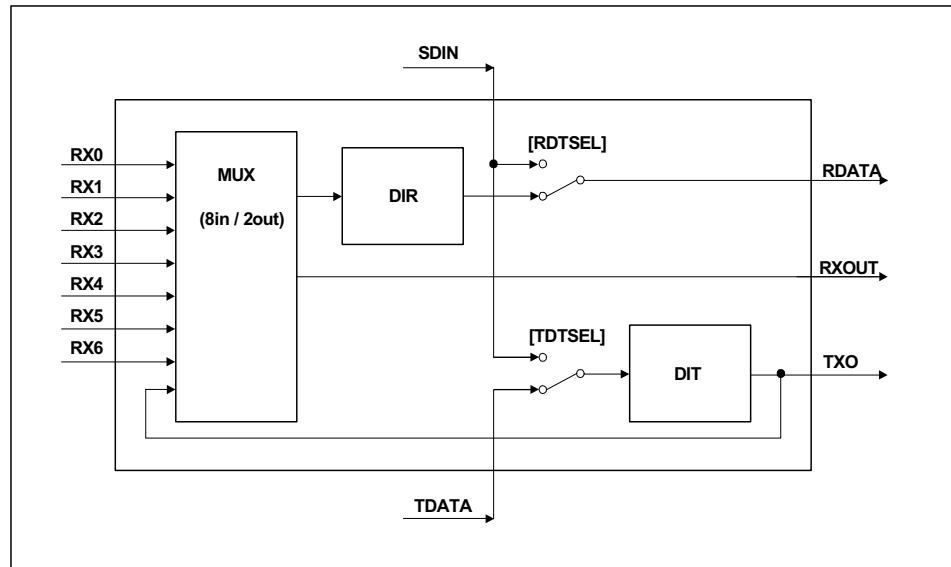 SDIN
RX0
RX1
RX2
RX3
RX4
RX5
RX6
MUX
(8in / 2out)
DIR
[RDTSEL]
RDATA
RXOUT
[TDTSEL]
DIT
TXO
TDATA